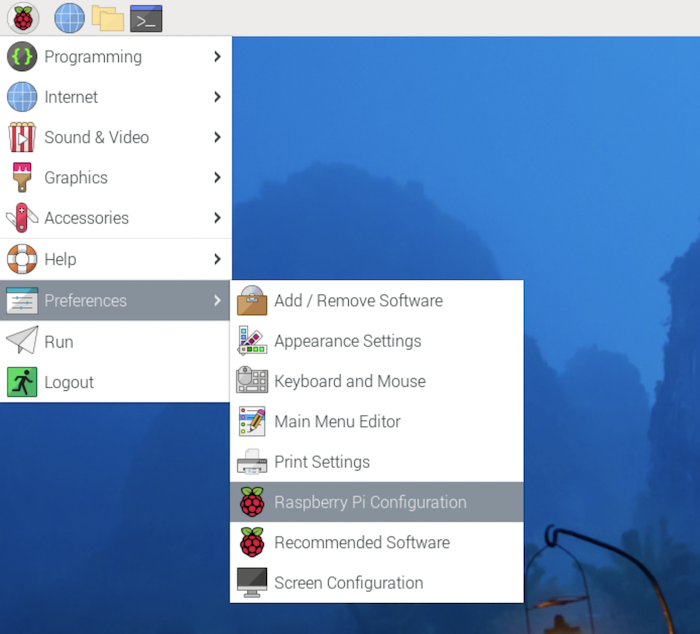 Programming
Internet
Sound & Video
Graphics
Accessories
Help
Preferences
Run
Logout
Add / Remove Software
Appearance Settings
Keyboard and Mouse
Main Menu Editor
Print Settings
Raspberry Pi Configuration
Recommended Software
Screen Configuration